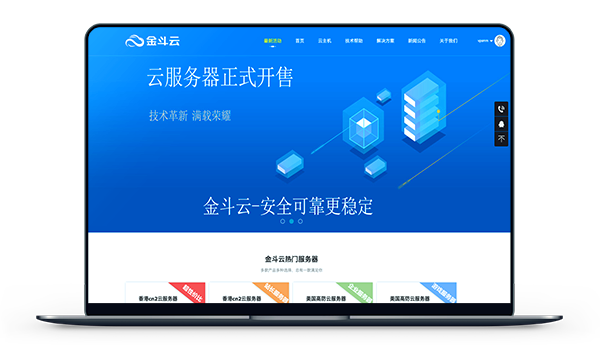 金斗云
最新活动 首页 云主机 技术帮助 解决方案 新闻公告 关于我们
云服务器正式开售
技术革新 满载荣耀
金斗云-安全可靠更稳定
金斗云热门服务器
香港cn2云服务器 香港cn2云服务器 美国高防云服务器 美国高防云服务器